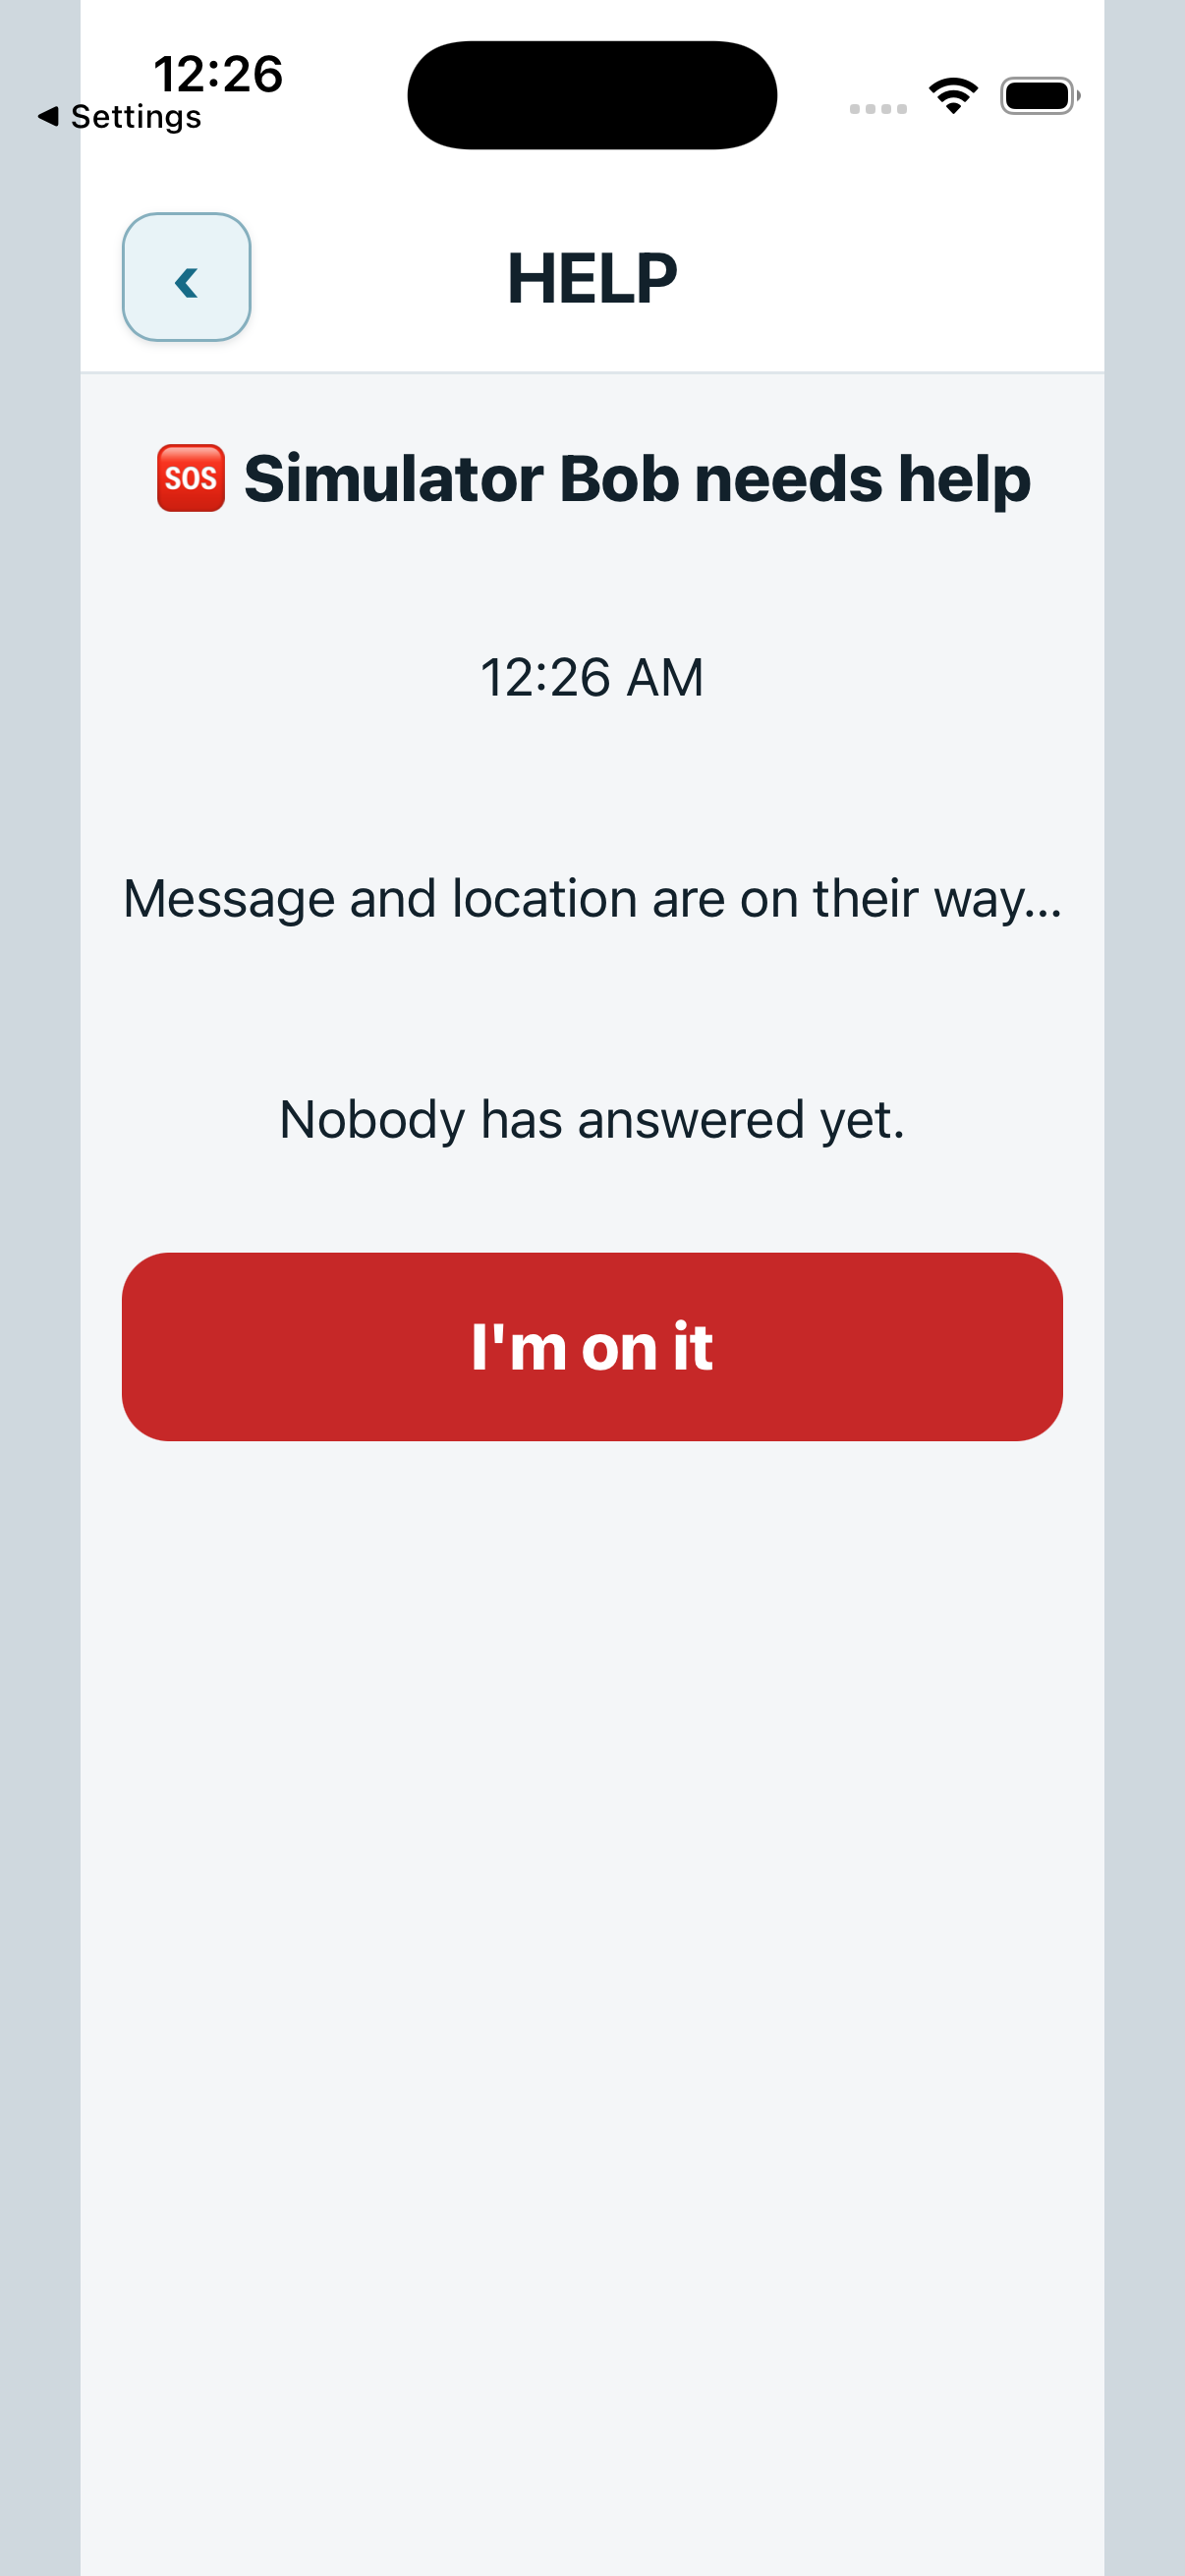 12:26
◀ Settings
HELP
🆘 Simulator Bob needs help
12:26 AM
Message and location are on their way...
Nobody has answered yet.
I'm on it